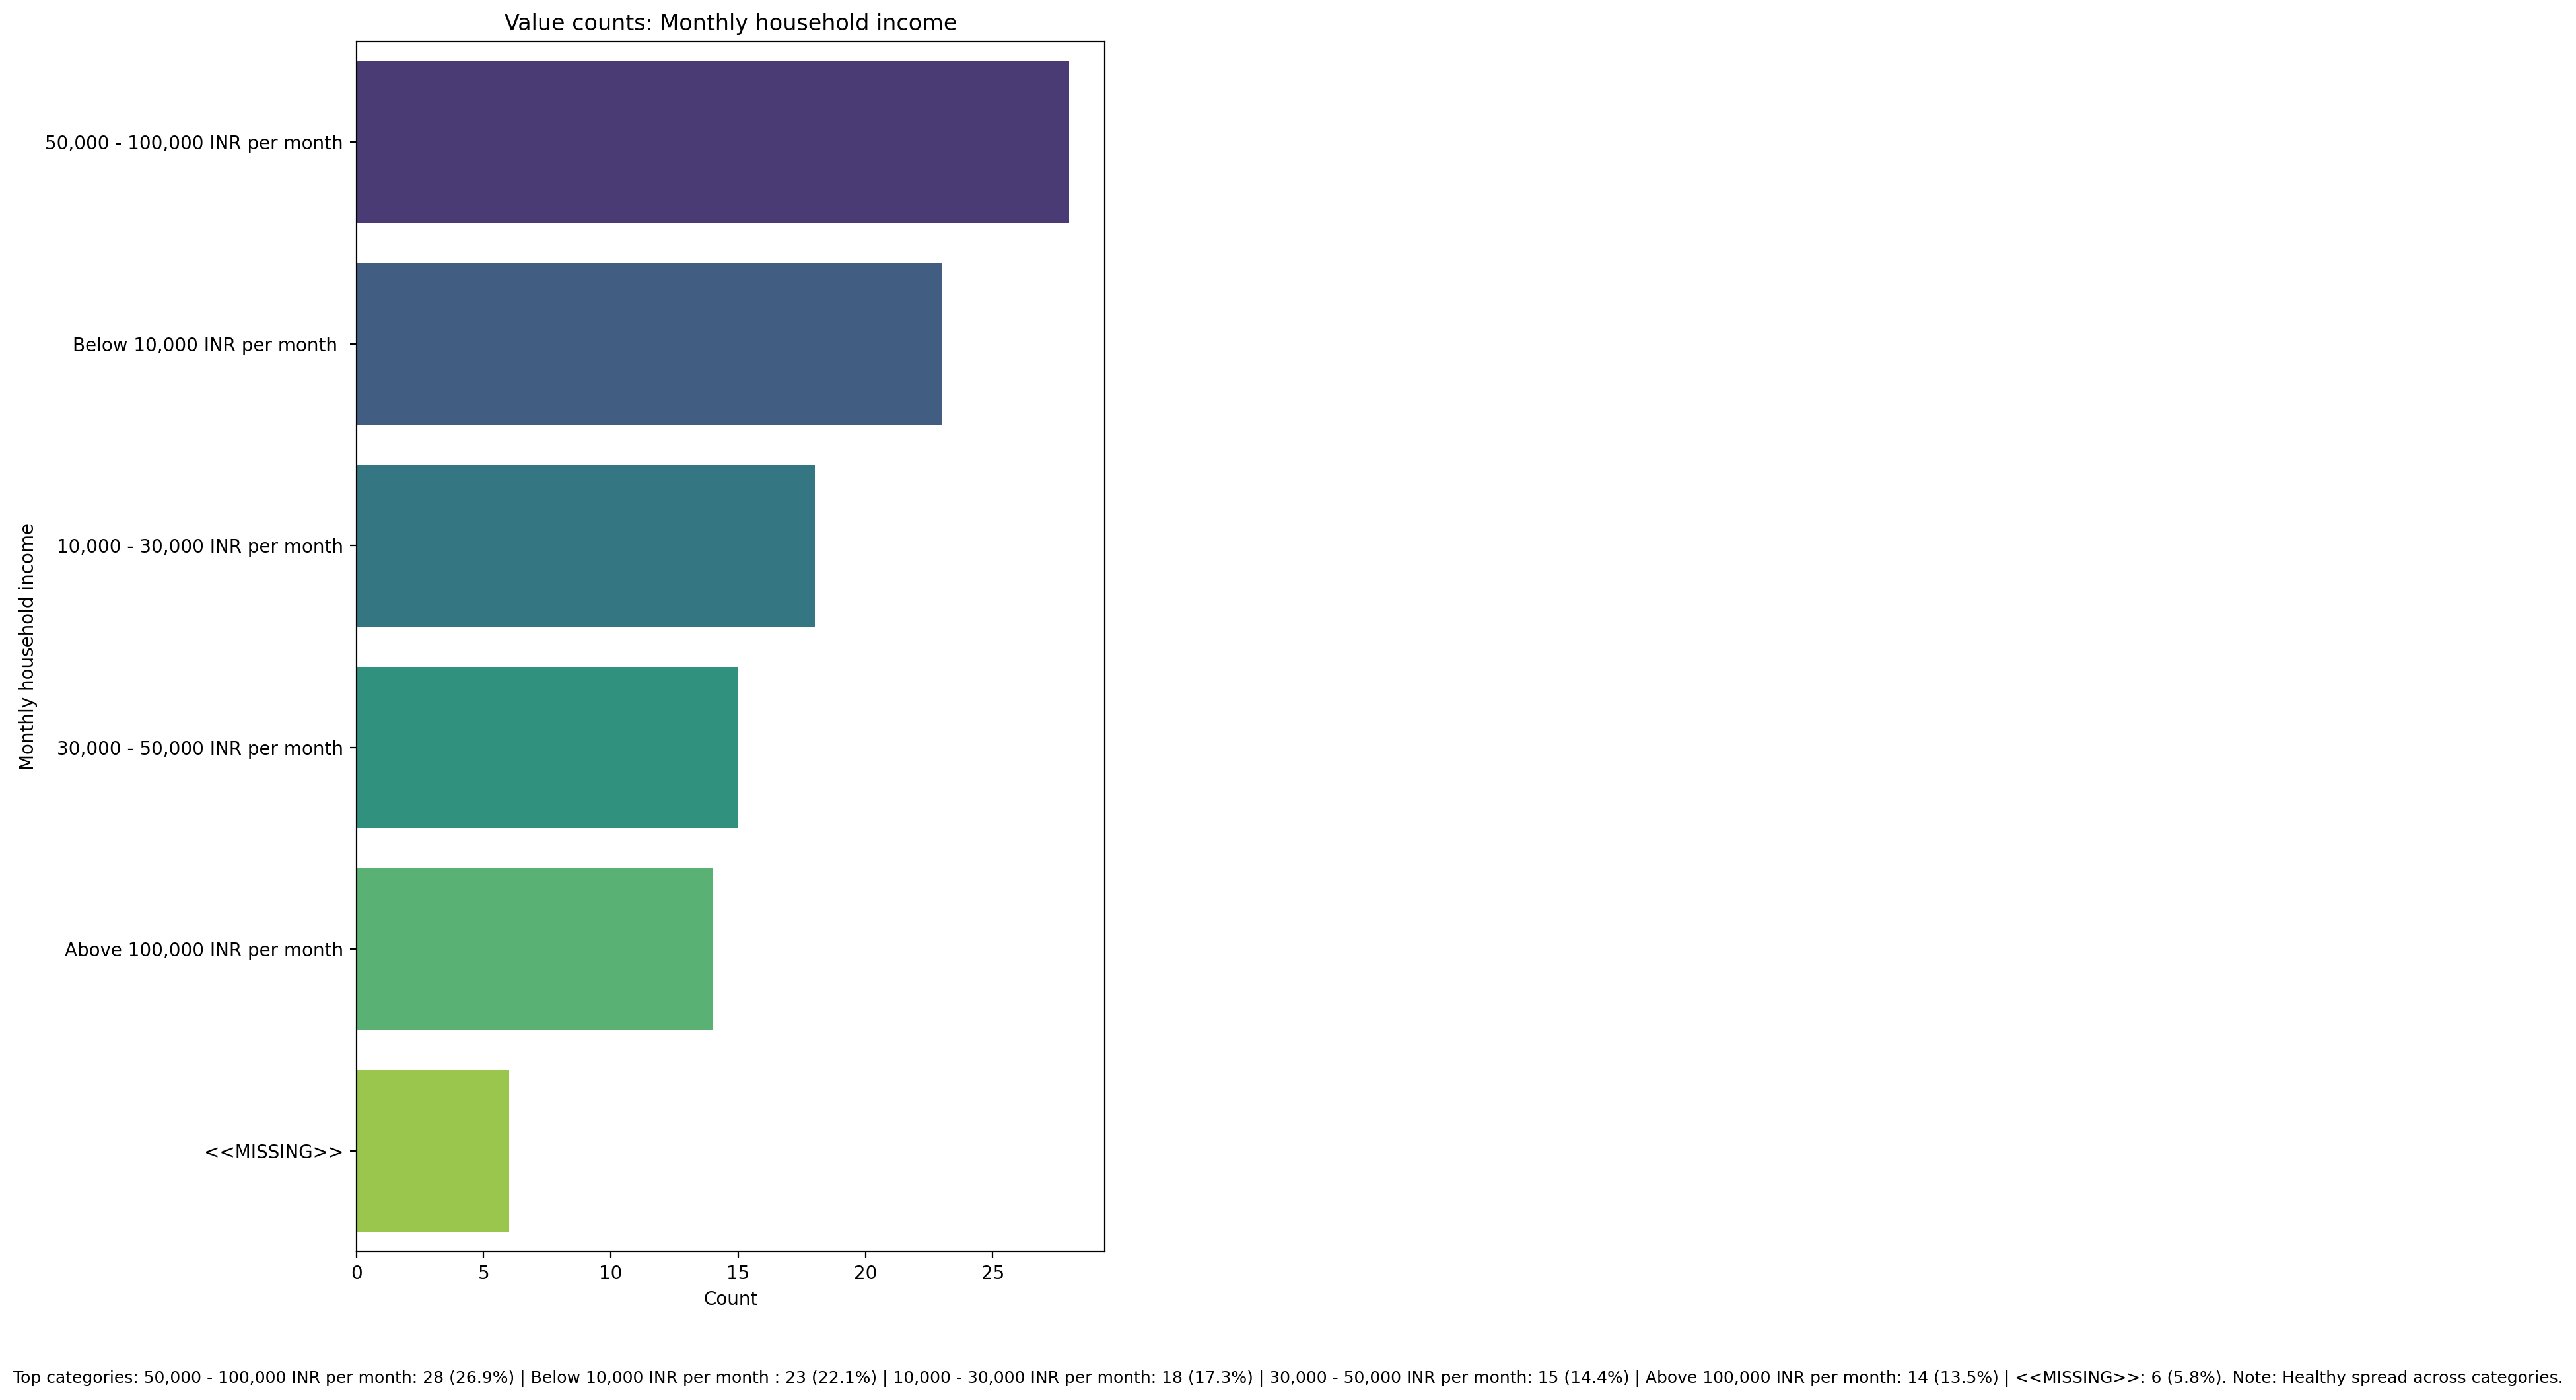 Value counts: Monthly household income
50,000 - 100,000 INR per month
Below 10,000 INR per month
10,000 - 30,000 INR per month
30,000 - 50,000 INR per month
Above 100,000 INR per month
<<MISSING>>
Monthly household income
0 5 10 15 20 25
Count
Top categories: 50,000 - 100,000 INR per month: 28 (26.9%) | Below 10,000 INR per month : 23 (22.1%) | 10,000 - 30,000 INR per month: 18 (17.3%) | 30,000 - 50,000 INR per month: 15 (14.4%) | Above 100,000 INR per month: 14 (13.5%) | <<MISSING>>: 6 (5.8%). Note: Healthy spread across categories.